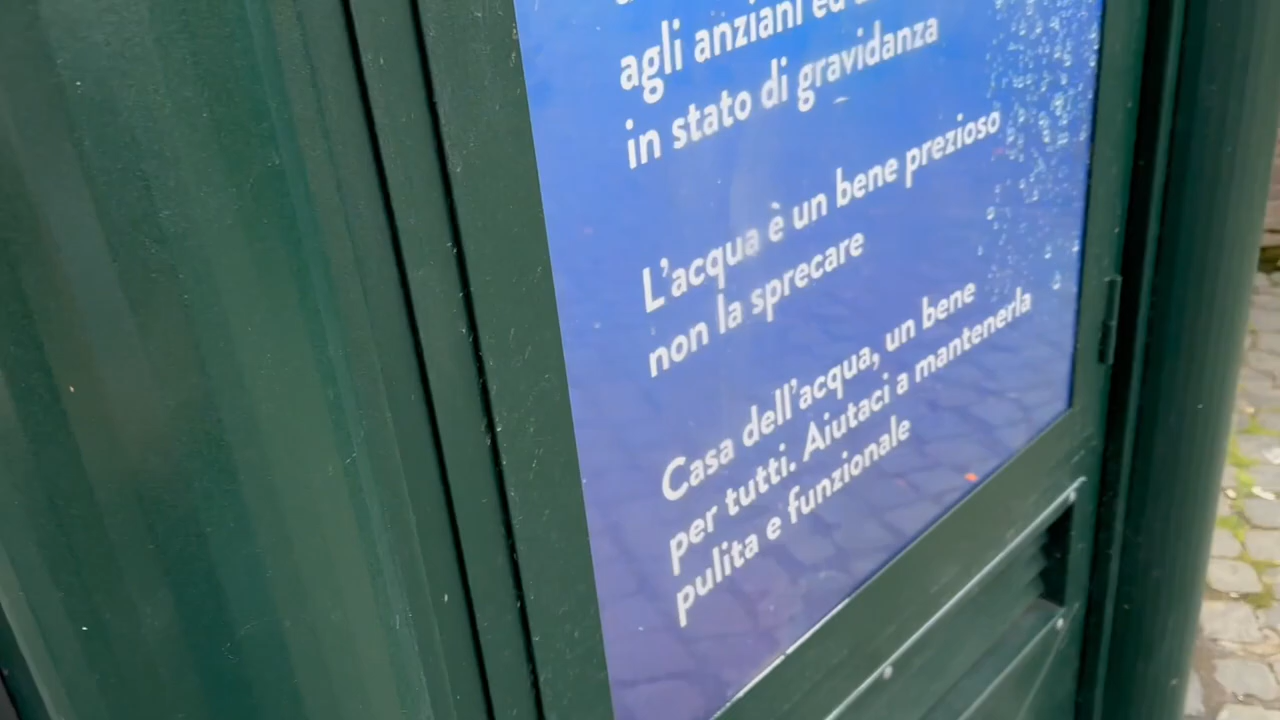 agli anziani ed
in stato di gravidanza
L'acqua è un bene prezioso
non la sprecare
Casa dell'acqua, un bene
per tutti. Aiutaci a mantenerla
pulita e funzionale